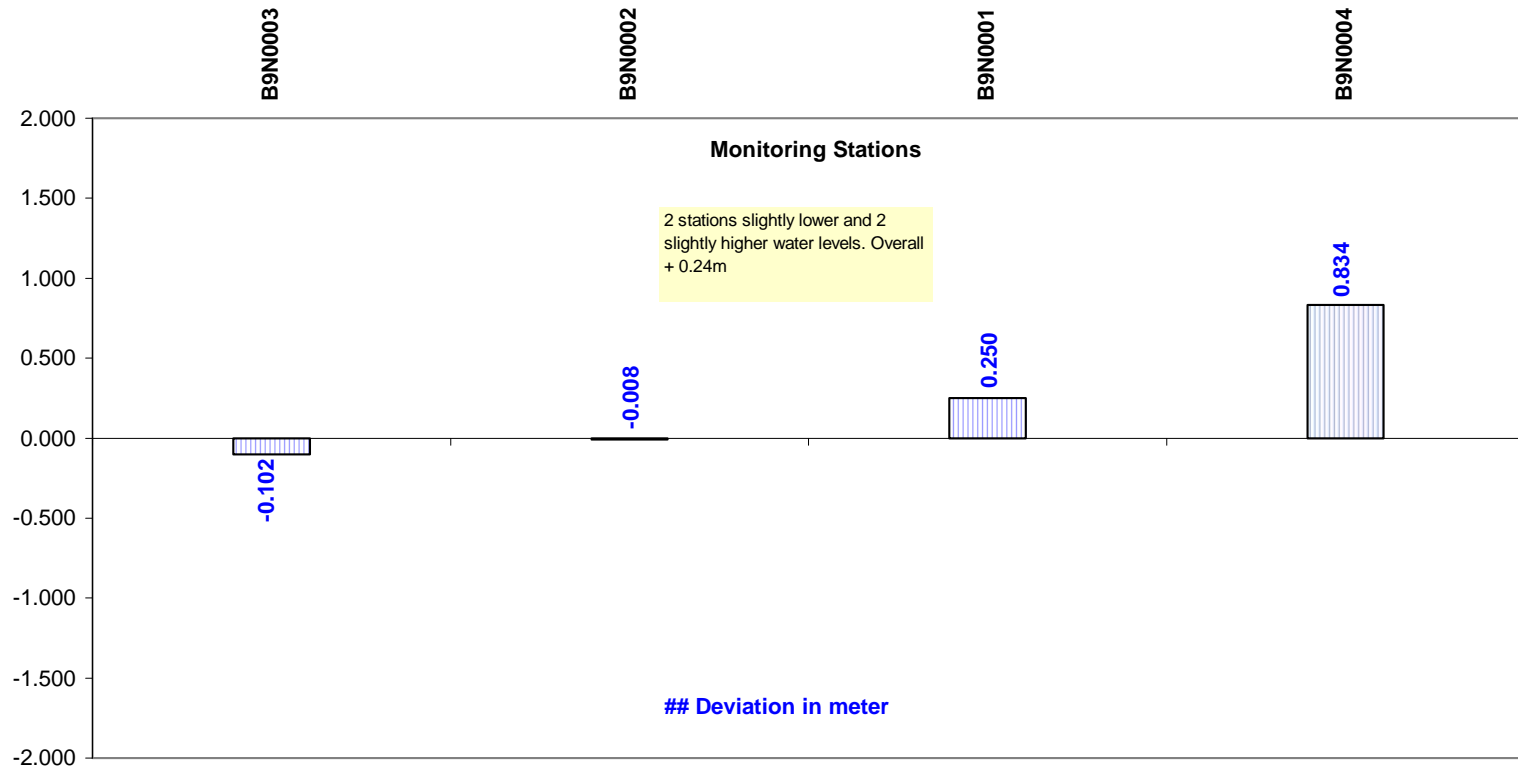 B9N0003
B9N0002
B9N0001
B9N0004
2.000
Monitoring Stations
1.500
2 stations slightly lower and 2
slightly higher water levels. Overall
+ 0.24m
1.000
0.834
0.500
0.250
-0.008
0.000
-0.102
-0.500
-1.000
-1.500
## Deviation in meter
-2.000